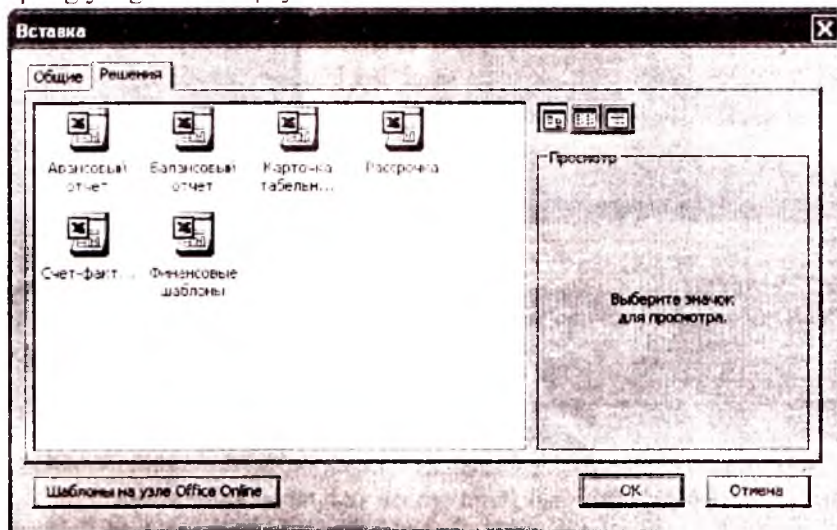 Вставка
Общие Решения
Авансовый отчет
Балансовый отчет
Карточка табельн...
Рассрочка
Счет-факт...
Финансовые шаблоны
Просмотр
Выберите значок
для просмотра.
Шаблоны на узле Office Online
ОК
Отмена